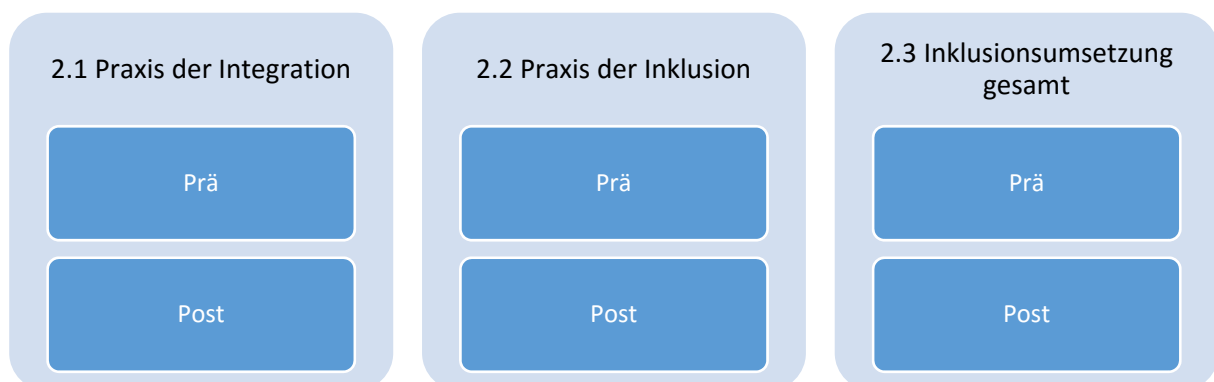 2.1 Praxis der Integration
Prä
Post
2.2 Praxis der Inklusion
Prä
Post
2.3 Inklusionsumsetzung
gesamt
Prä
Post